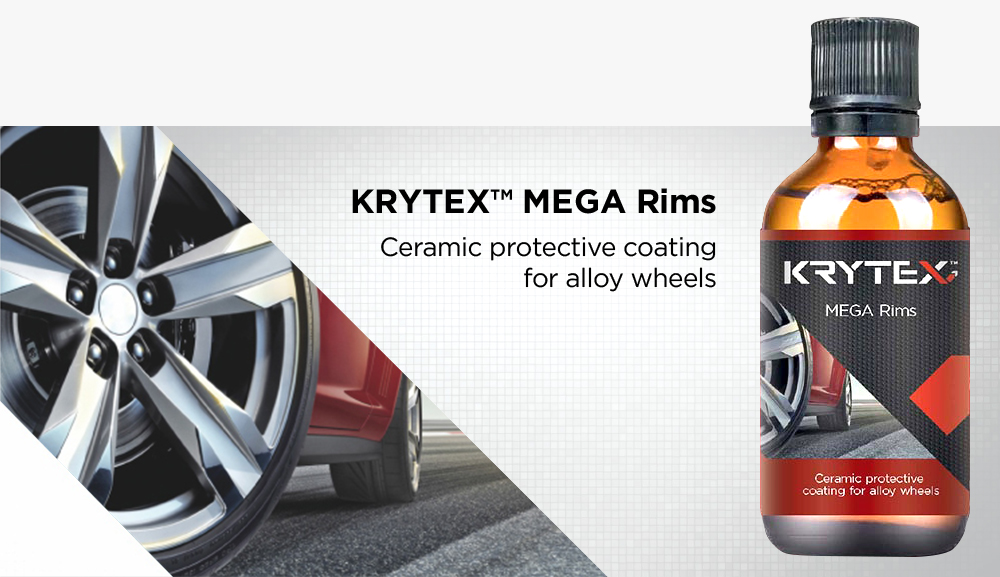 KRYTEX™ MEGA Rims
Ceramic protective coating
for alloy wheels
KRYTEX™
MEGA Rims
Ceramic protective
coating for alloy wheels